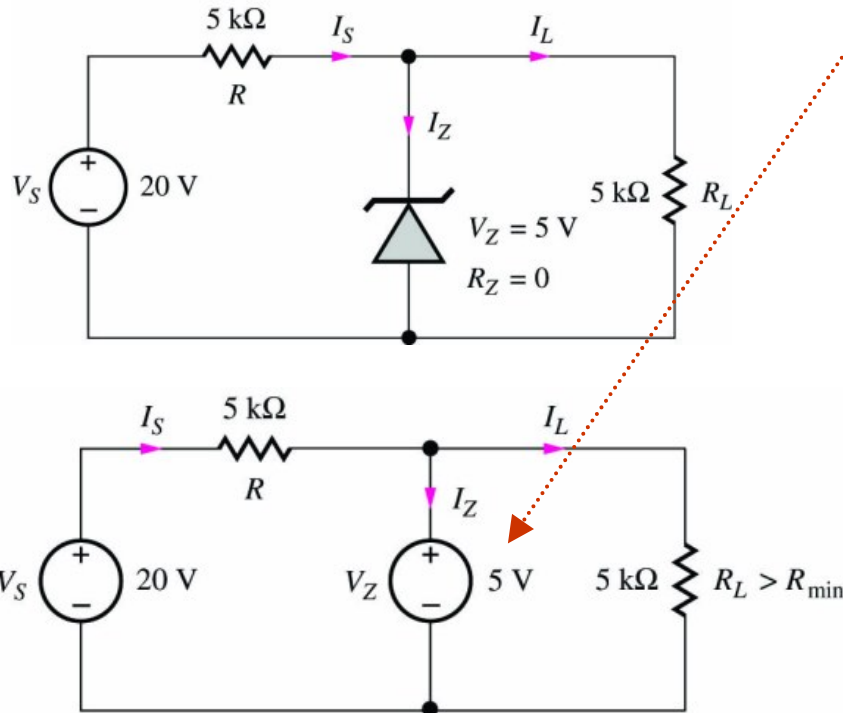 5 kΩ
I_S
I_L
R
I_Z
+
V_S
20 V
−
5 kΩ
R_L
V_Z = 5 V
R_Z = 0
I_S
5 kΩ
I_L
R
I_Z
+
V_S
20 V
−
+
V_Z
5 V
−
5 kΩ
R_L > R_min